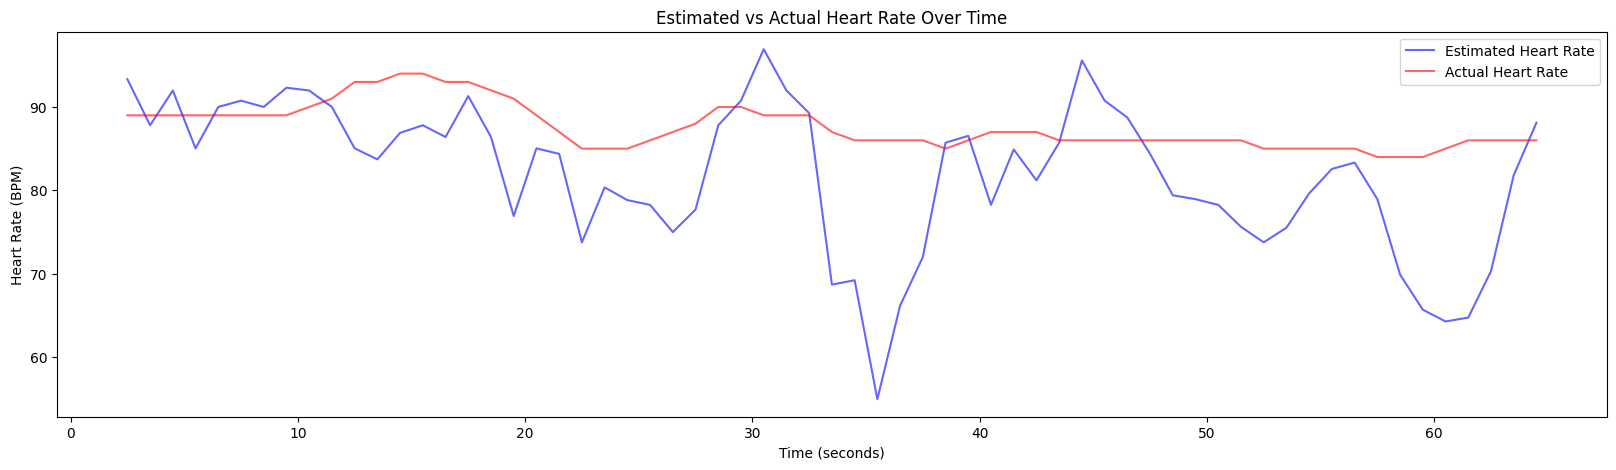 Estimated vs Actual Heart Rate Over Time
Estimated Heart Rate
Actual Heart Rate
Heart Rate (BPM)
90
80
70
60
0 10 20 30 40 50 60
Time (seconds)